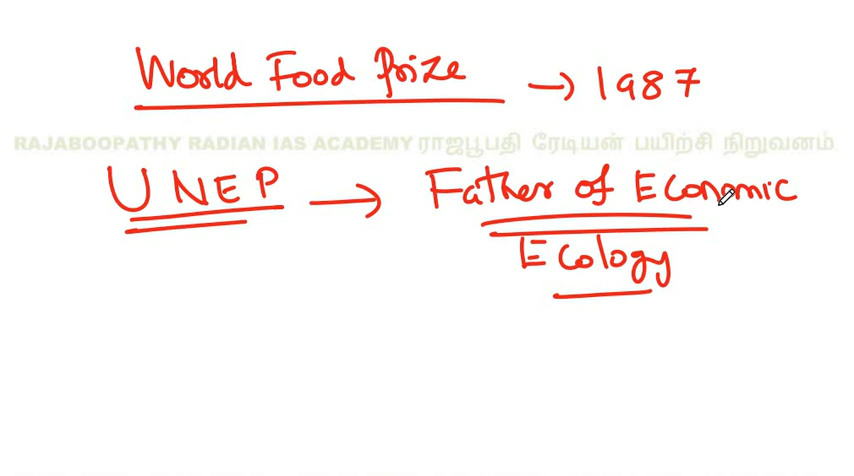 World Food Prize → 1987
RAJABOOPATHY RADIAN IAS ACADEMY ராஜபூபதி ரேடியன் பயிற்சி நிறுவனம்
UNEP → Father of Economic
Ecology